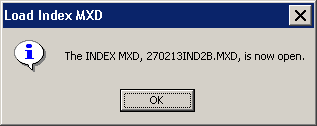 Load Index MXD
The INDEX MXD, 270213IND2B.MXD, is now open.
OK